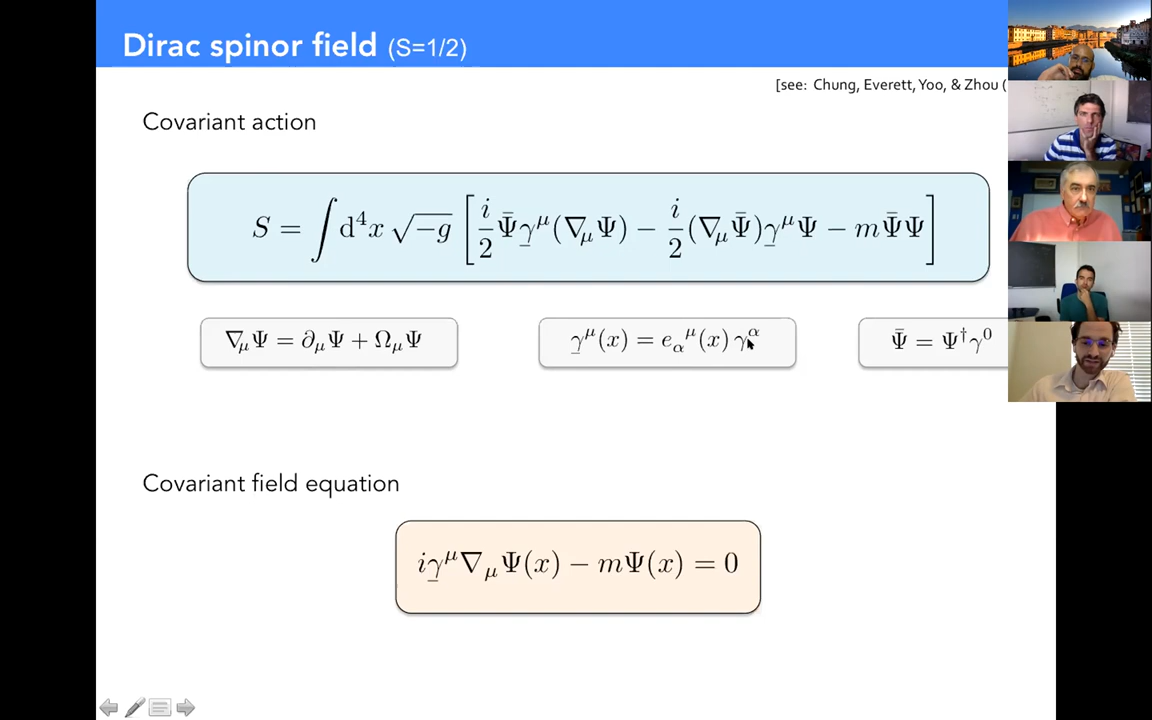 Dirac spinor field (S=1/2)
[see: Chung, Everett, Yoo, & Zhou (
Covariant action
S = ∫ d⁴x √−g [ i/2 Ψ̄γ̲^μ(∇_μΨ) − i/2 (∇_μΨ̄)γ̲^μΨ − mΨ̄Ψ ]
∇_μΨ = ∂_μΨ + Ω_μΨ
γ̲^μ(x) = e_α^μ(x) γ^α
Ψ̄ = Ψ†γ⁰
Covariant field equation
iγ̲^μ∇_μΨ(x) − mΨ(x) = 0